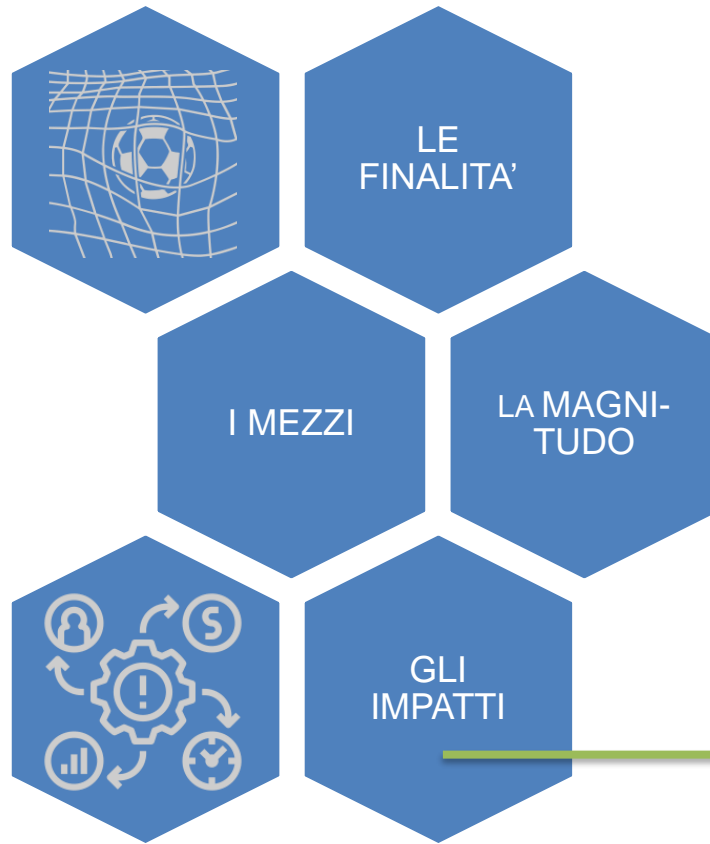 LE
FINALITA’
I MEZZI
LA MAGNI-
TUDO
GLI
IMPATTI